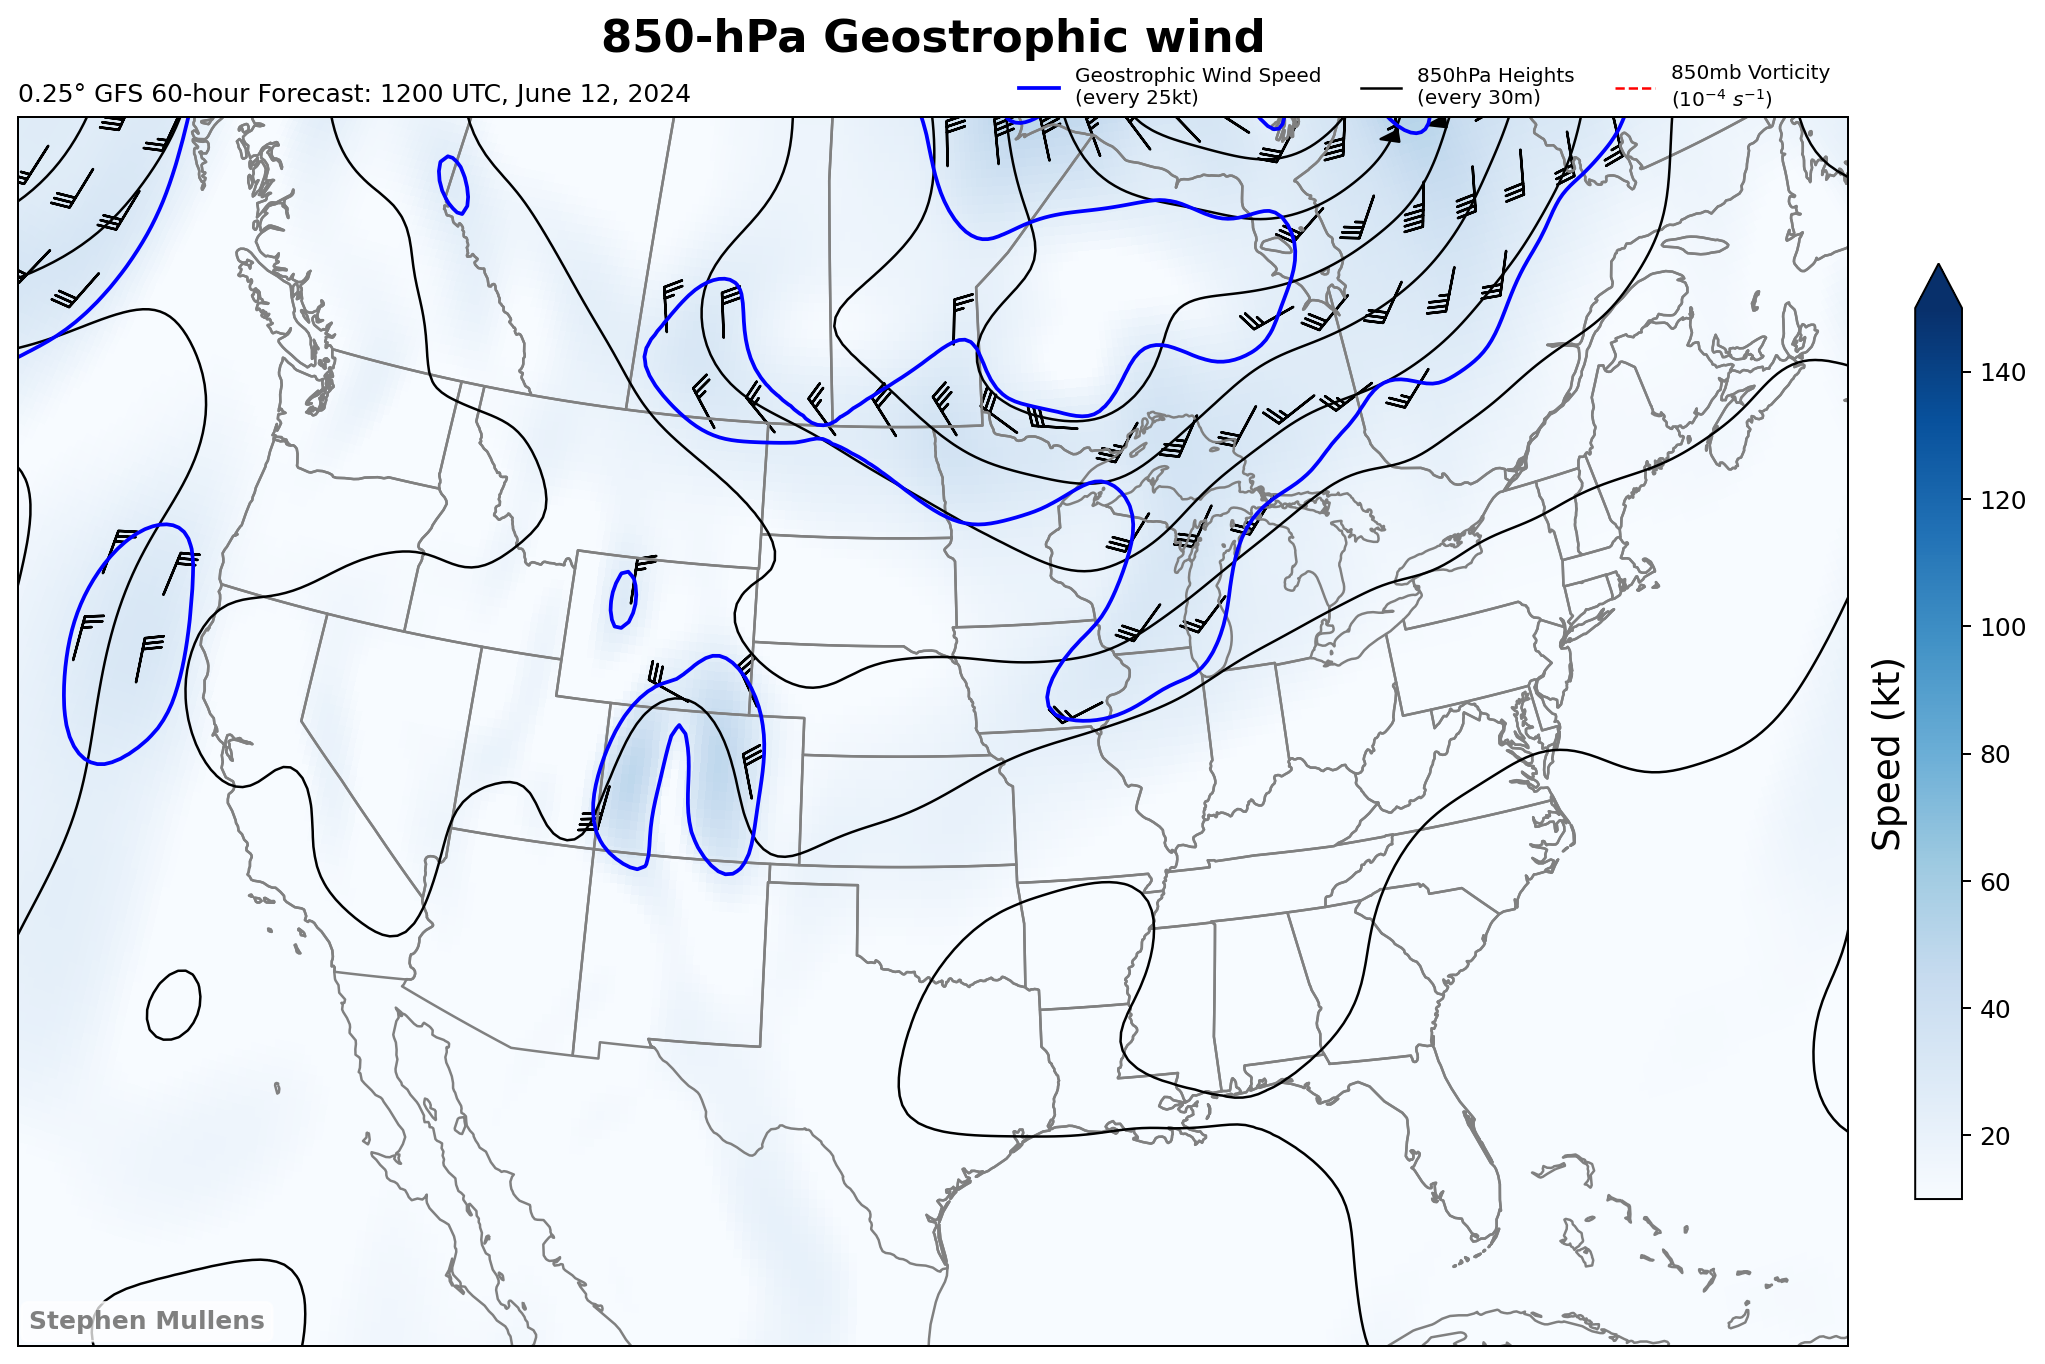 850-hPa Geostrophic wind
0.25° GFS 60-hour Forecast: 1200 UTC, June 12, 2024
Geostrophic Wind Speed
(every 25kt)
850hPa Heights
(every 30m)
850mb Vorticity
(10⁻⁴ s⁻¹)
140
120
100
80
60
40
20
Speed (kt)
Stephen Mullens